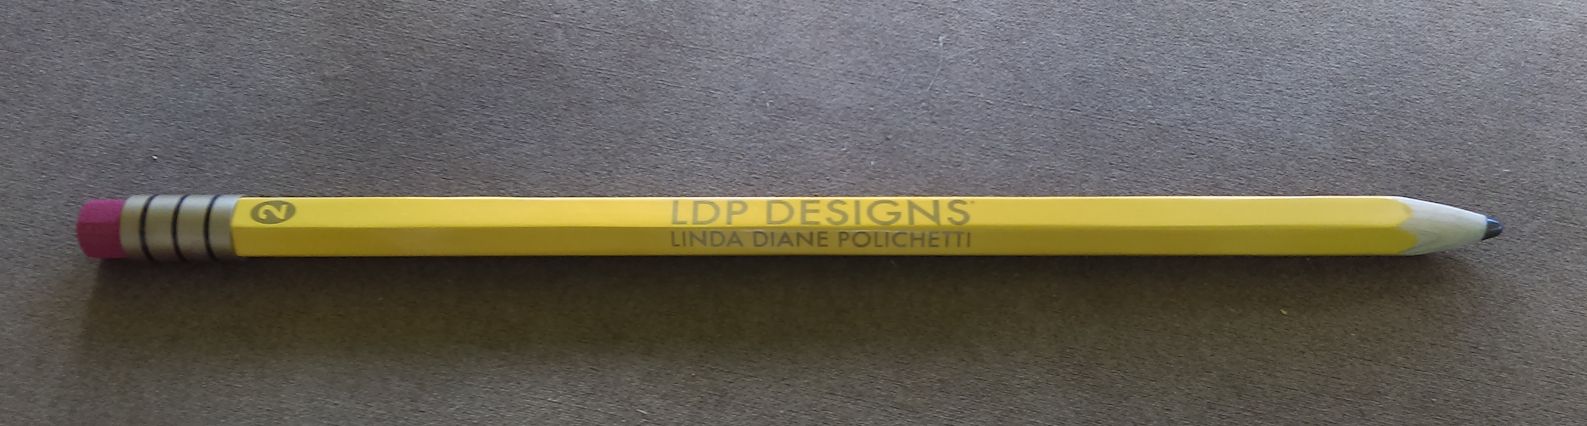 2
LDP DESIGNS
LINDA DIANE POLICHETTI